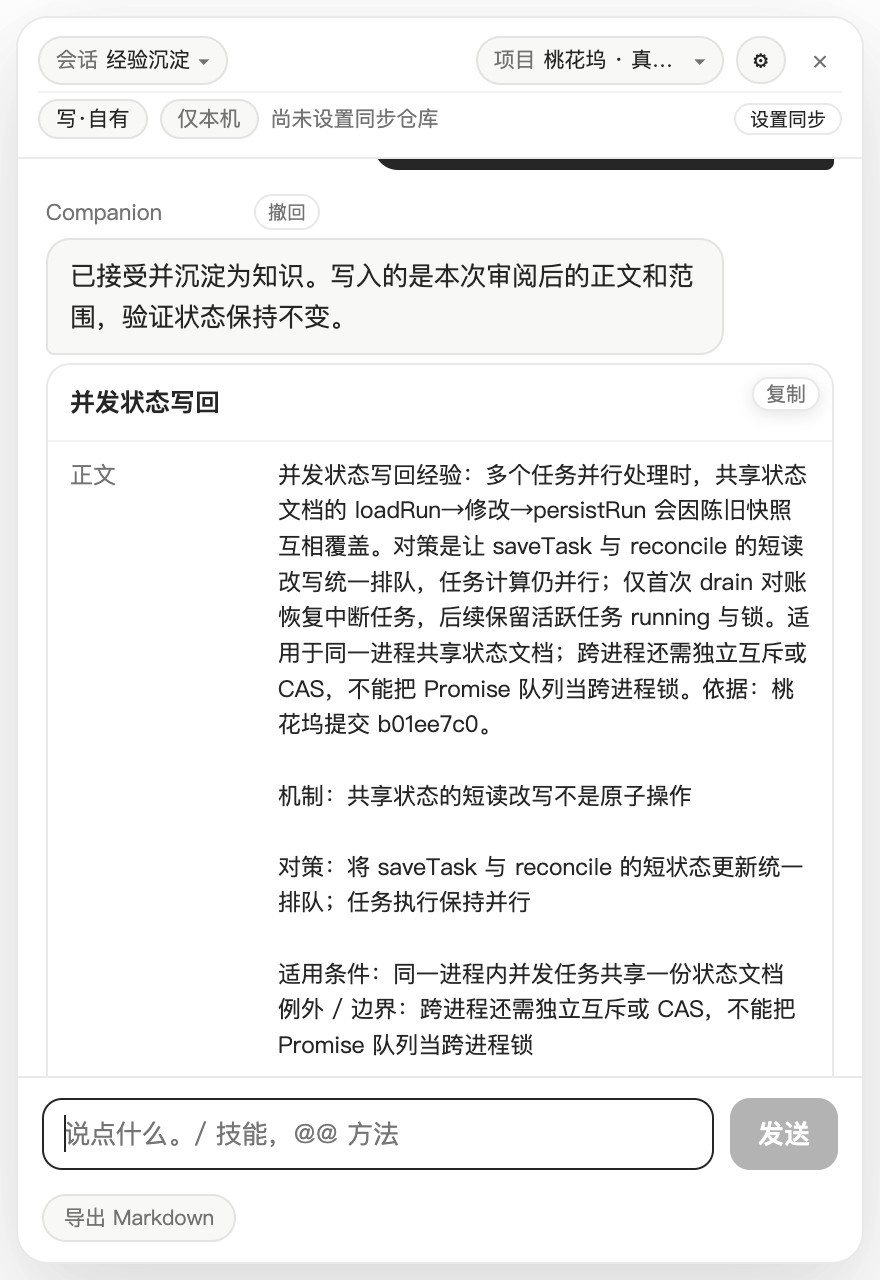 会话 经验沉淀
项目 桃花坞 · 真…
写·自有 仅本机 尚未设置同步仓库 设置同步
Companion 撤回
已接受并沉淀为知识。写入的是本次审阅后的正文和范
围，验证状态保持不变。
并发状态写回 复制
正文
并发状态写回经验：多个任务并行处理时，共享状态
文档的 loadRun→修改→persistRun 会因陈旧快照
互相覆盖。对策是让 saveTask 与 reconcile 的短读
改写统一排队，任务计算仍并行；仅首次 drain 对账
恢复中断任务，后续保留活跃任务 running 与锁。适
用于同一进程共享状态文档；跨进程还需独立互斥或
CAS，不能把 Promise 队列当跨进程锁。依据：桃
花坞提交 b01ee7c0。
机制：共享状态的短读改写不是原子操作
对策：将 saveTask 与 reconcile 的短状态更新统一
排队；任务执行保持并行
适用条件：同一进程内并发任务共享一份状态文档
例外 / 边界：跨进程还需独立互斥或 CAS，不能把
Promise 队列当跨进程锁
说点什么。/ 技能，@@ 方法
发送
导出 Markdown